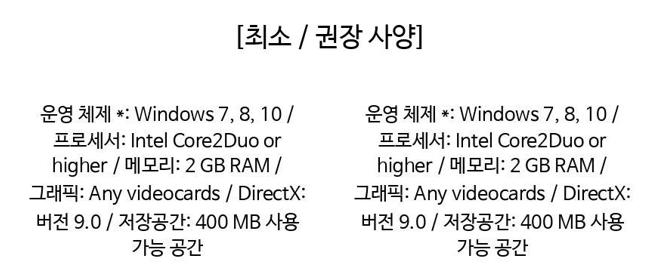 [최소 / 권장 사양]
운영 체제 *: Windows 7, 8, 10 /
프로세서: Intel Core2Duo or
higher / 메모리: 2 GB RAM /
그래픽: Any videocards / DirectX:
버전 9.0 / 저장공간: 400 MB 사용
가능 공간
운영 체제 *: Windows 7, 8, 10 /
프로세서: Intel Core2Duo or
higher / 메모리: 2 GB RAM /
그래픽: Any videocards / DirectX:
버전 9.0 / 저장공간: 400 MB 사용
가능 공간